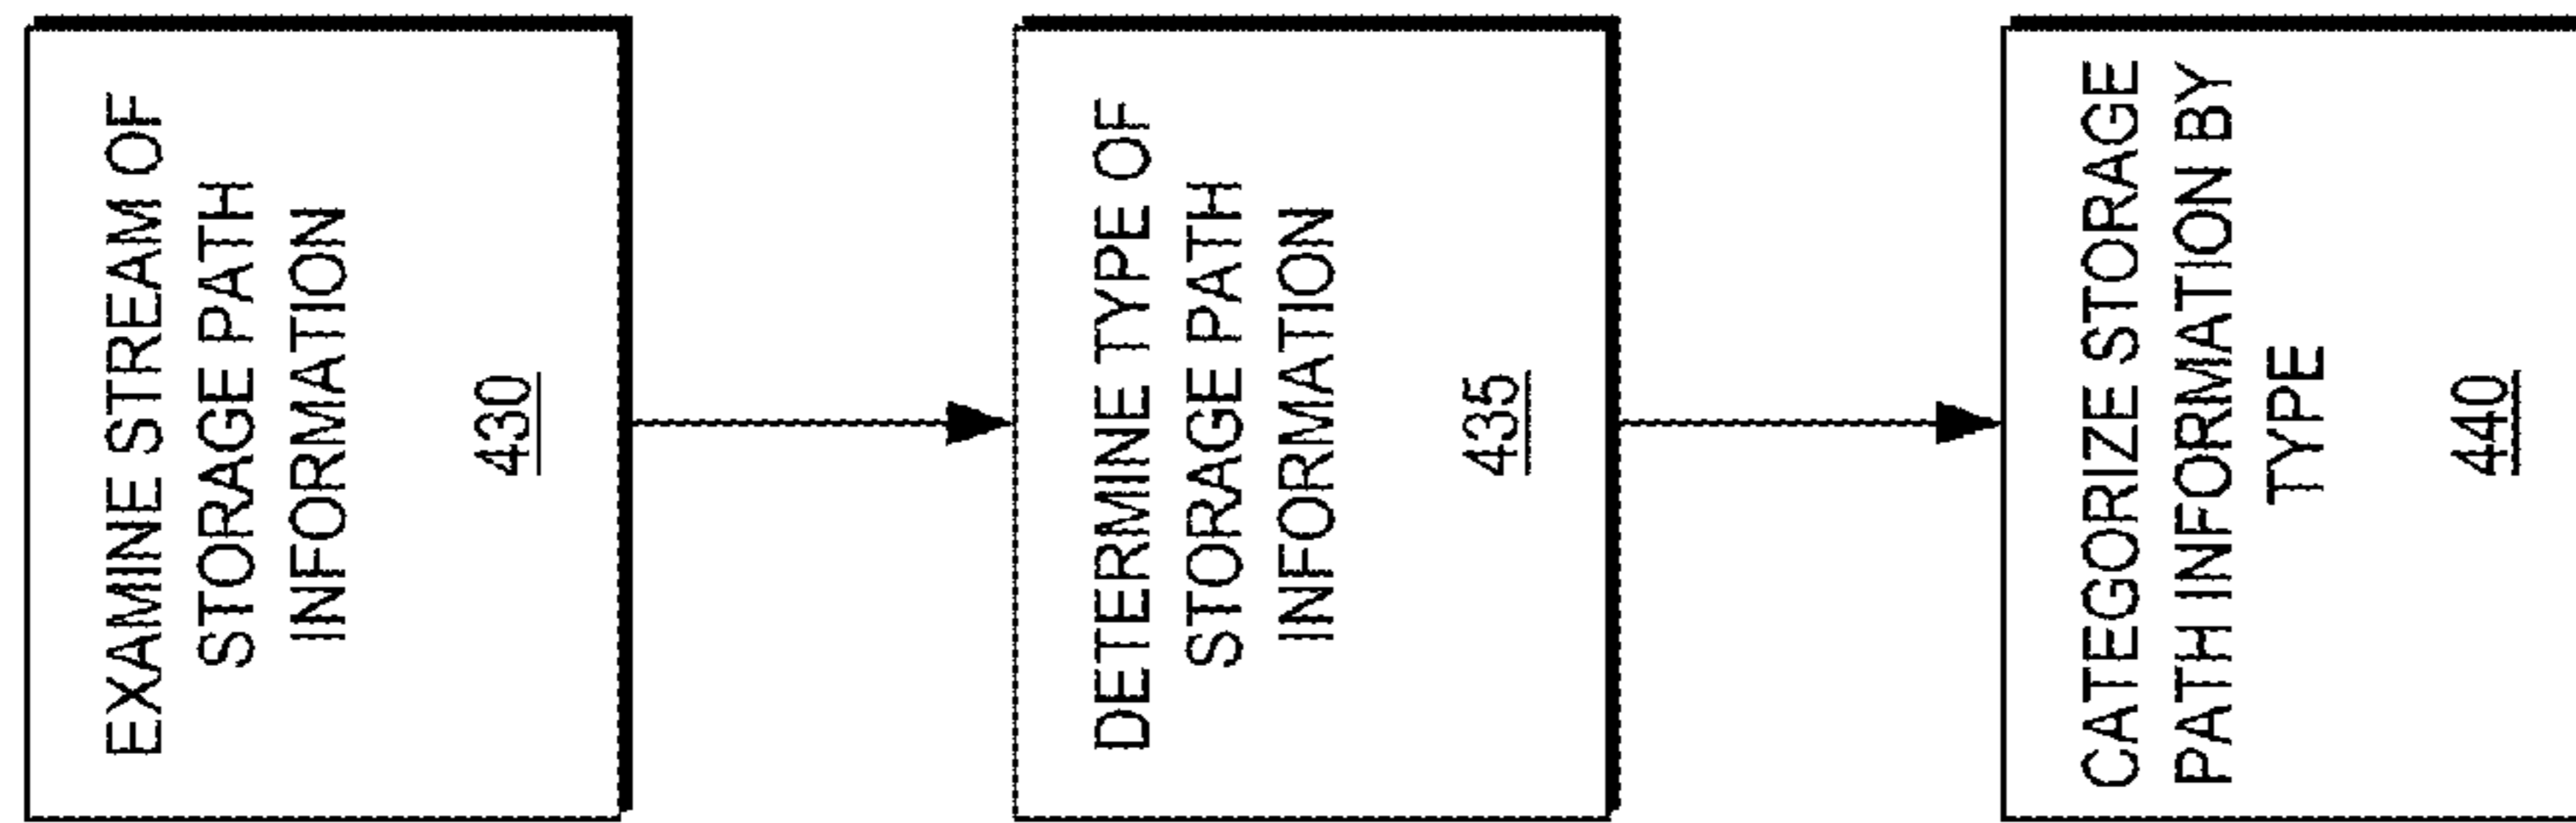 EXAMINE STREAM OF
STORAGE PATH
INFORMATION
430
DETERMINE TYPE OF
STORAGE PATH
INFORMATION
435
CATEGORIZE STORAGE
PATH INFORMATION BY
TYPE
440